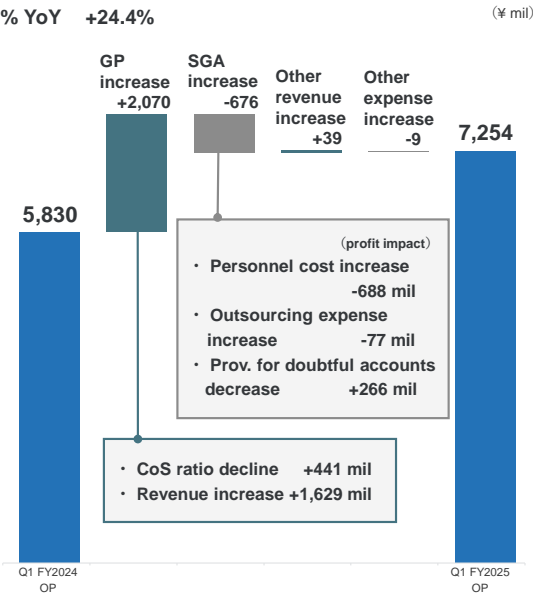 % YoY +24.4%
（¥ mil）
GP
increase
+2,070
SGA
increase
-676
Other
revenue
increase
+39
Other
expense
increase
-9
7,254
5,830
（profit impact）
・ Personnel cost increase
-688 mil
・ Outsourcing expense
increase -77 mil
・ Prov. for doubtful accounts
decrease +266 mil
・ CoS ratio decline +441 mil
・ Revenue increase +1,629 mil
Q1 FY2024
OP
Q1 FY2025
OP